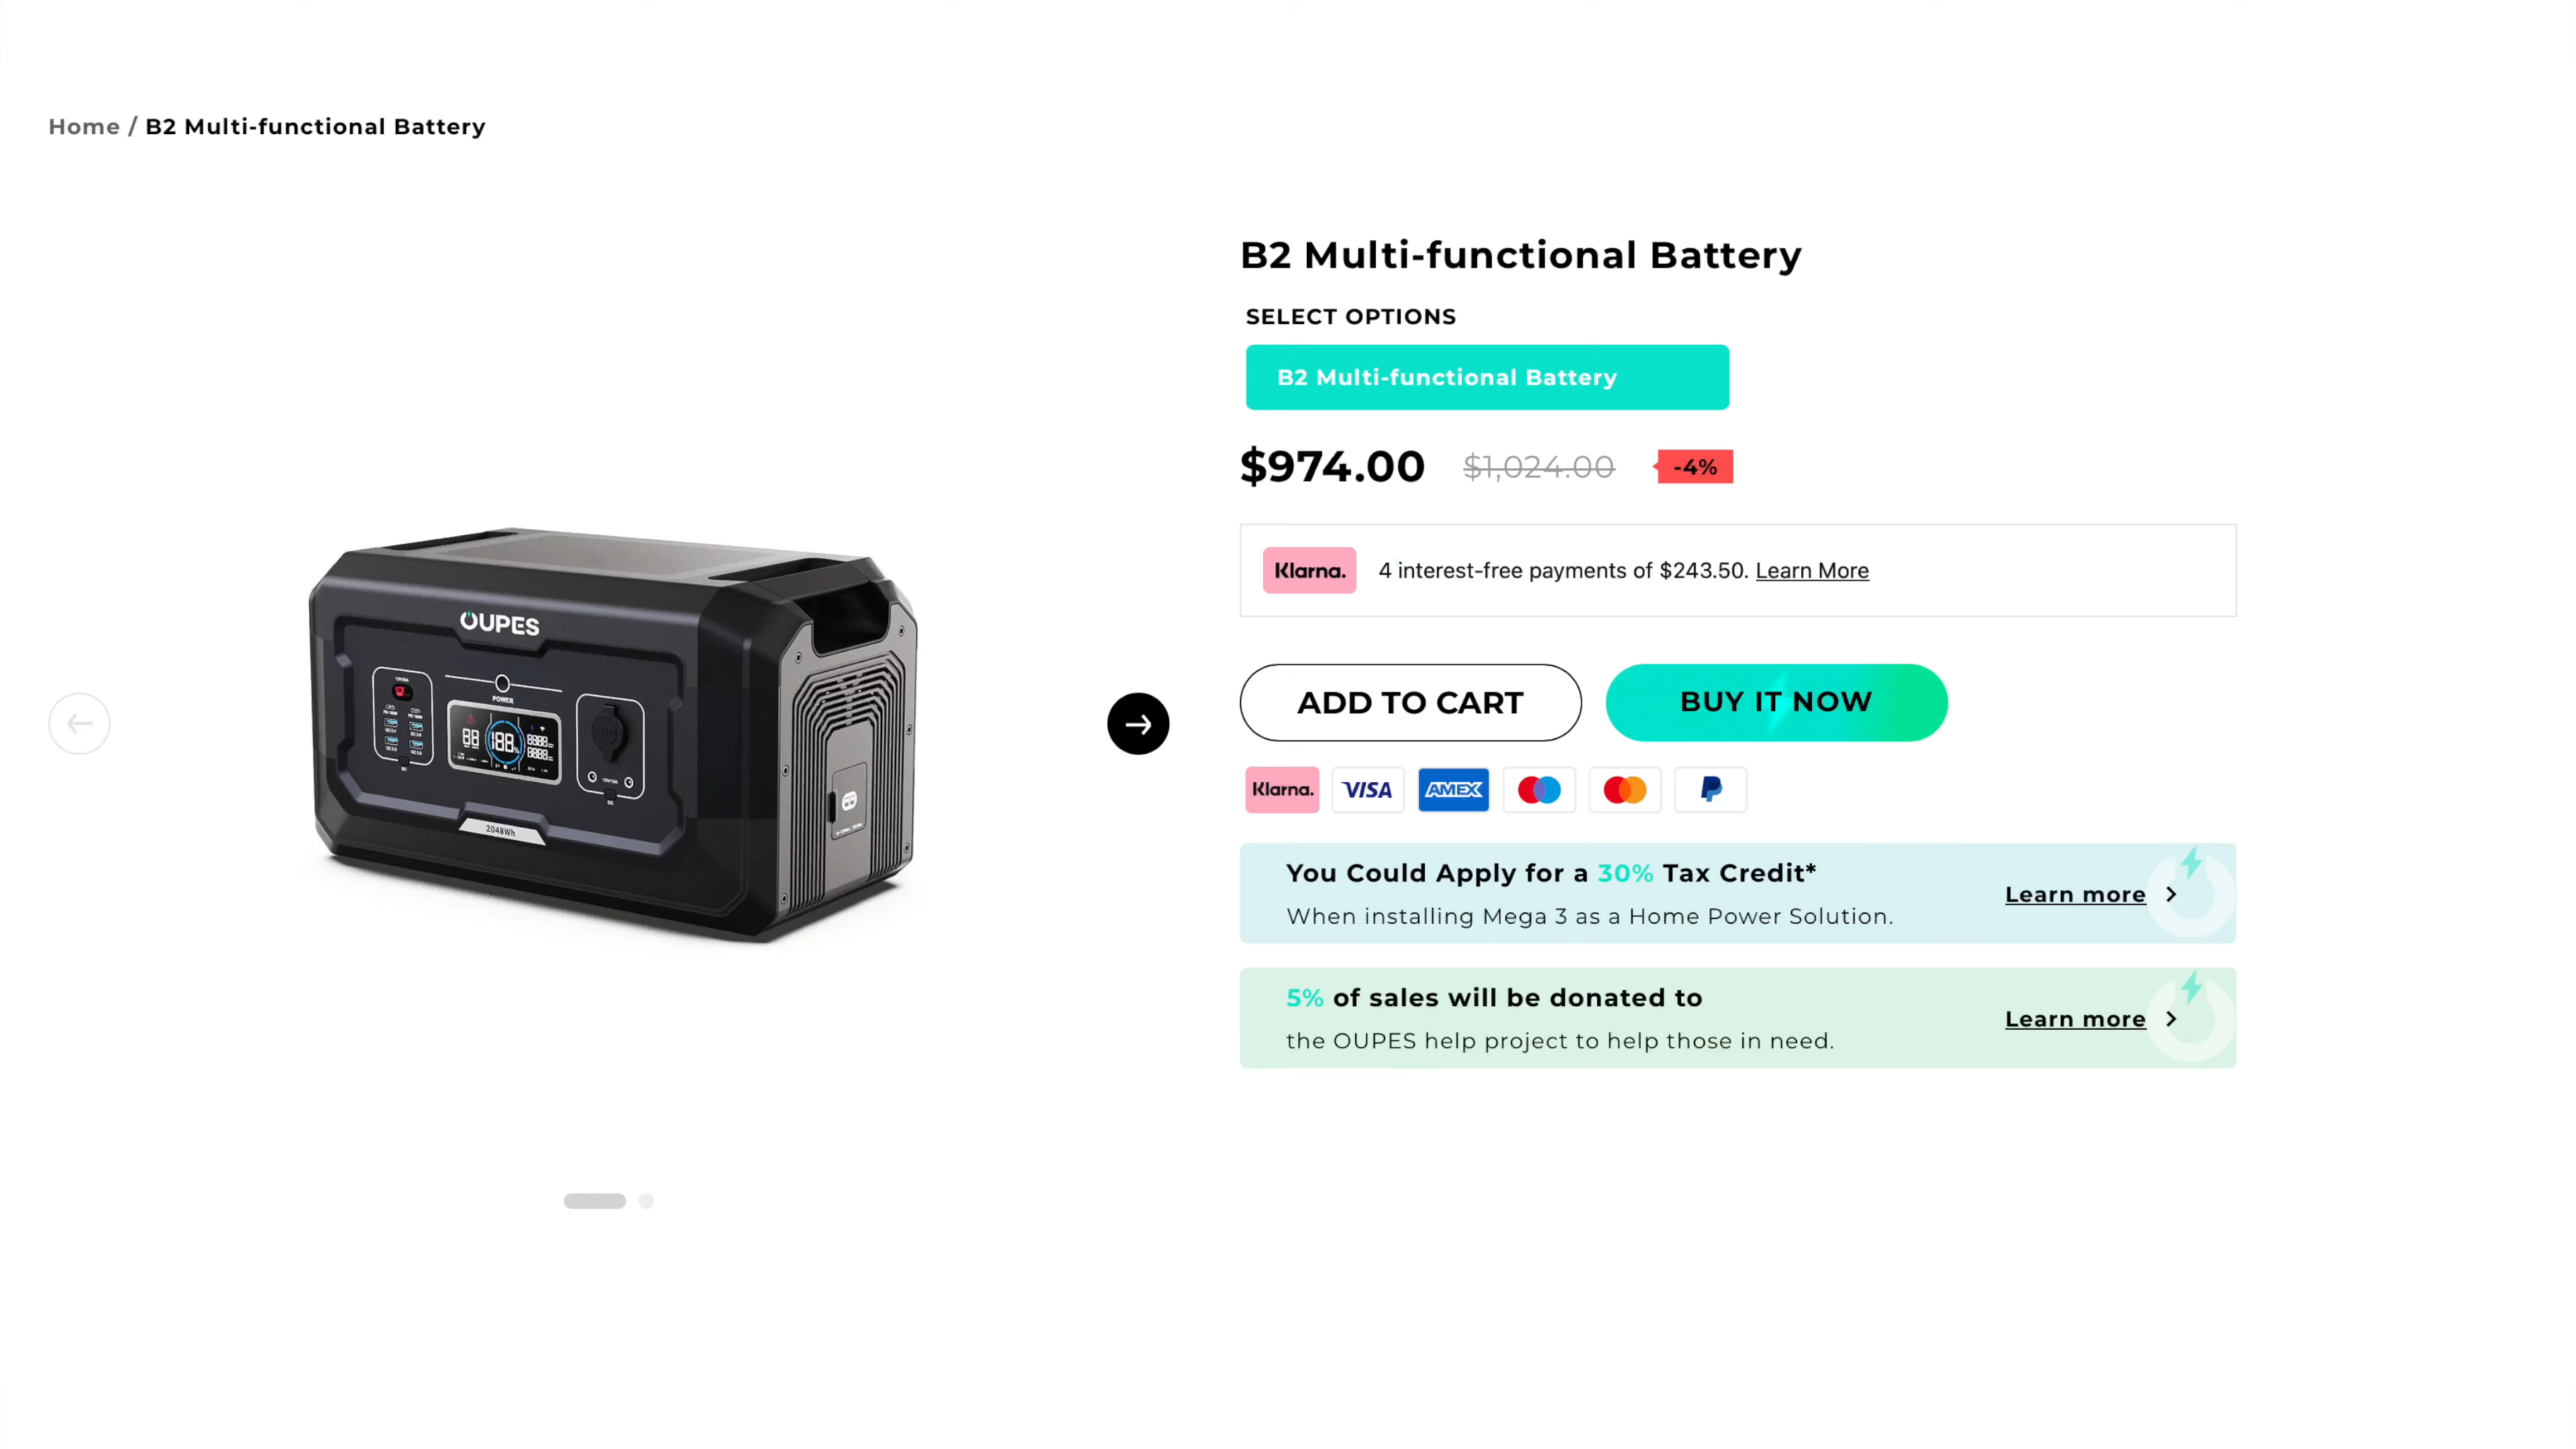 Home / B2 Multi-functional Battery
B2 Multi-functional Battery
SELECT OPTIONS
B2 Multi-functional Battery
$974.00 $1,024.00 -4%
Klarna. 4 interest-free payments of $243.50. Learn More
ADD TO CART BUY IT NOW
Klarna. VISA AMEX
You Could Apply for a 30% Tax Credit*
When installing Mega 3 as a Home Power Solution.
Learn more
5% of sales will be donated to
the OUPES help project to help those in need.
Learn more
OUPES
POWER
2048Wh